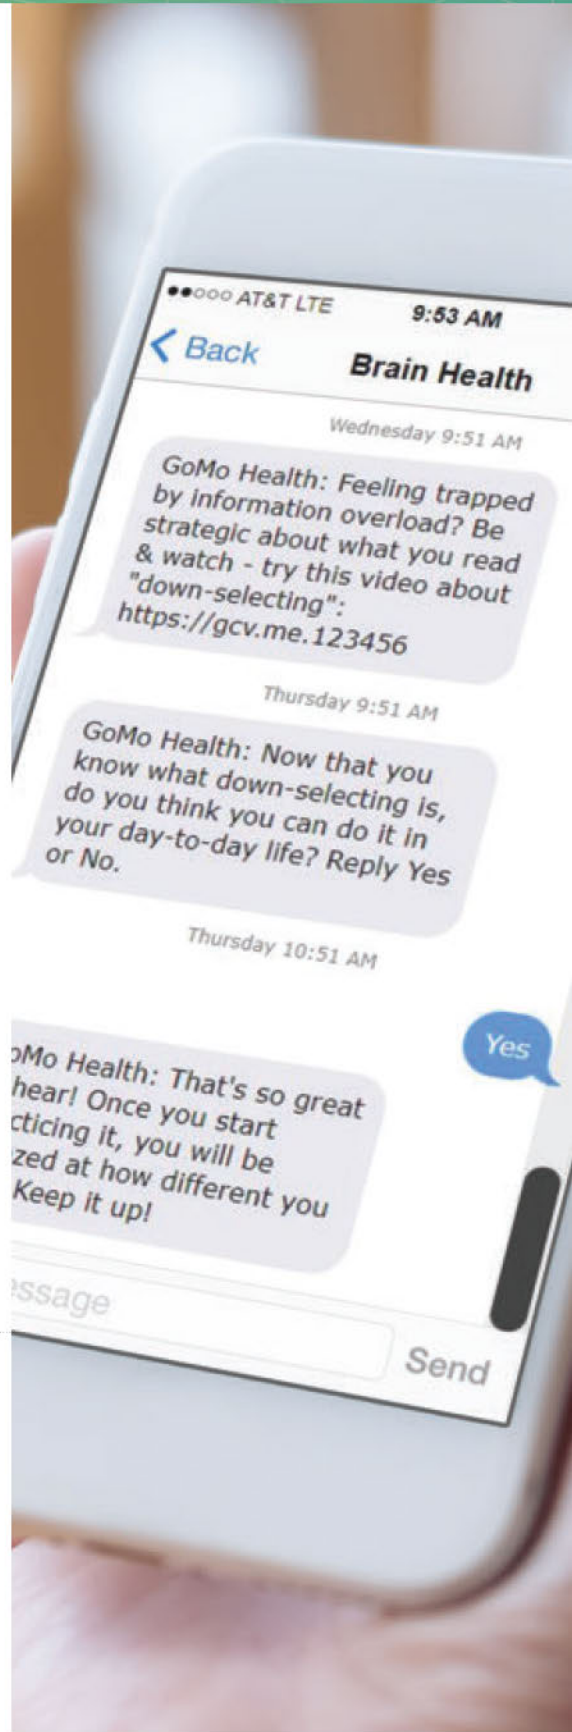 AT&T LTE 9:53 AM
Back Brain Health
Wednesday 9:51 AM
GoMo Health: Feeling trapped
by information overload? Be
strategic about what you read
& watch - try this video about
"down-selecting":
https://gcv.me.123456
Thursday 9:51 AM
GoMo Health: Now that you
know what down-selecting is,
do you think you can do it in
your day-to-day life? Reply Yes
or No.
Thursday 10:51 AM
Yes
oMo Health: That's so great
hear! Once you start
cticing it, you will be
zed at how different you
Keep it up!
essage
Send